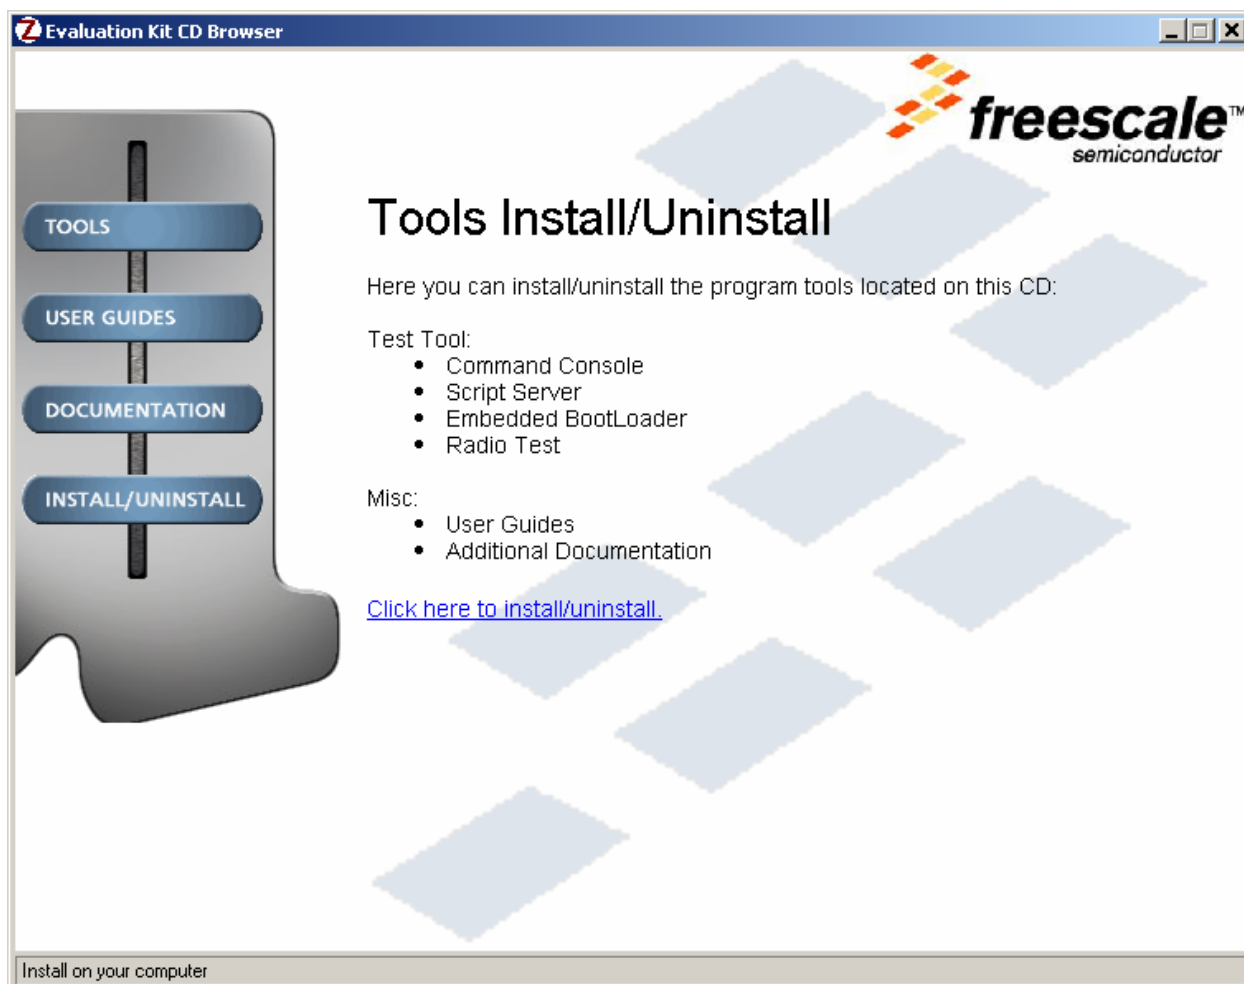 Evaluation Kit CD Browser
freescale™
semiconductor
TOOLS
USER GUIDES
DOCUMENTATION
INSTALL/UNINSTALL
Tools Install/Uninstall
Here you can install/uninstall the program tools located on this CD:
Test Tool:
• Command Console
• Script Server
• Embedded BootLoader
• Radio Test
Misc:
• User Guides
• Additional Documentation
Click here to install/uninstall.
Install on your computer